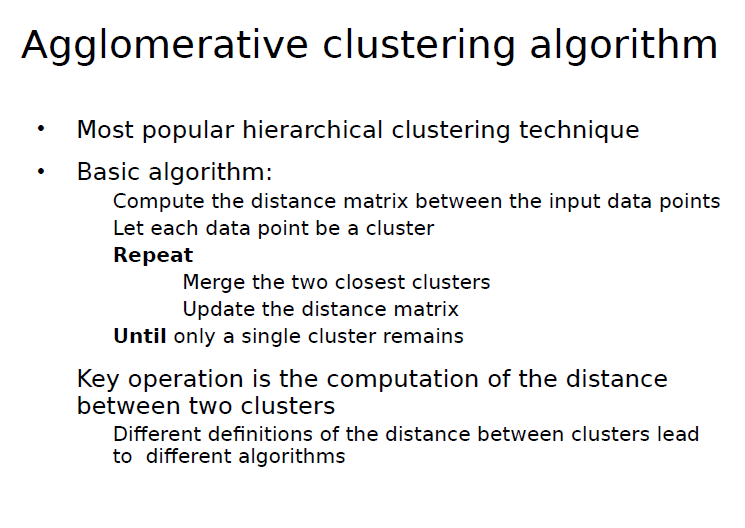 Agglomerative clustering algorithm
• Most popular hierarchical clustering technique
• Basic algorithm:
Compute the distance matrix between the input data points
Let each data point be a cluster
Repeat
Merge the two closest clusters
Update the distance matrix
Until only a single cluster remains
Key operation is the computation of the distance
between two clusters
Different definitions of the distance between clusters lead
to  different algorithms